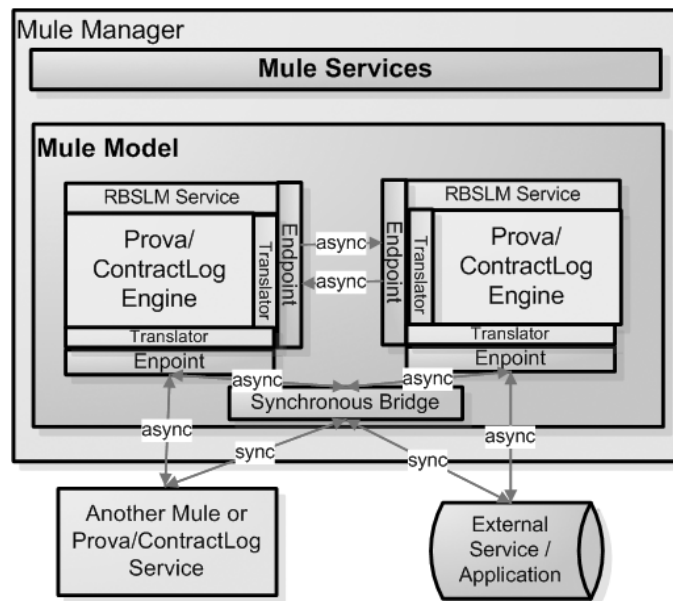 Mule Manager
Mule Services
Mule Model
RBSLM Service
Prova/
ContractLog
Engine
Translator
Endpoint
Translator
Enpoint
async
async
Endpoint
Translator
RBSLM Service
Prova/
ContractLog
Engine
Translator
Enpoint
async
async
Synchronous Bridge
async
sync
sync
async
Another Mule or
Prova/ContractLog
Service
External
Service /
Application